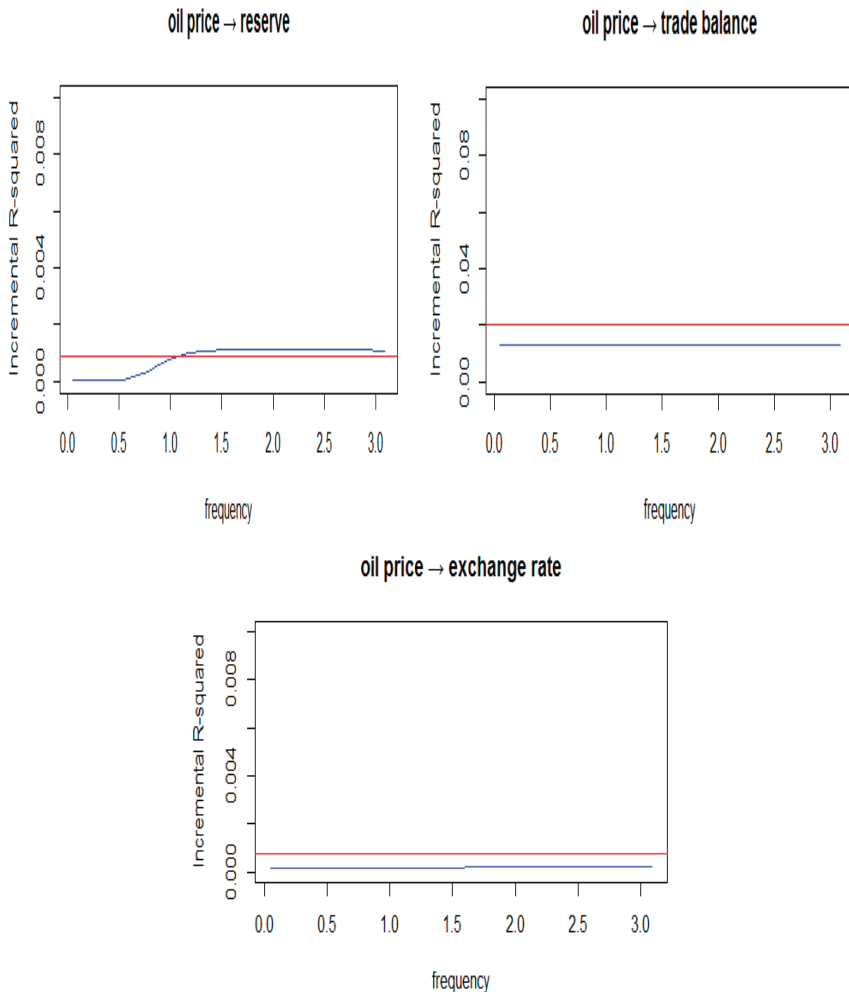 oil price → reserve
Incremental R-squared
0.008
0.004
0.000
0.0 0.5 1.0 1.5 2.0 2.5 3.0
frequency
oil price → trade balance
Incremental R-squared
0.08
0.04
0.00
0.0 0.5 1.0 1.5 2.0 2.5 3.0
frequency
oil price → exchange rate
Incremental R-squared
0.008
0.004
0.000
0.0 0.5 1.0 1.5 2.0 2.5 3.0
frequency